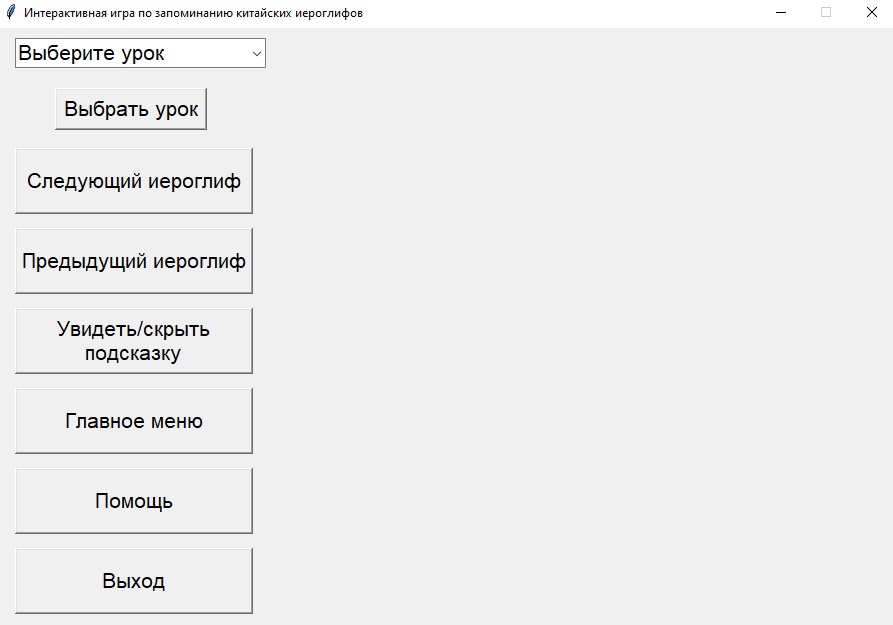 Интерактивная игра по запоминанию китайских иероглифов
Выберите урок
Выбрать урок
Следующий иероглиф
Предыдущий иероглиф
Увидеть/скрыть
подсказку
Главное меню
Помощь
Выход